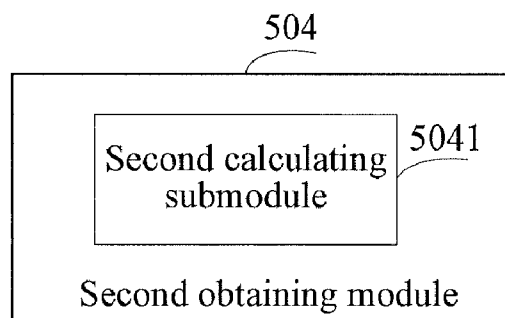 504
Second calculating
submodule
5041
Second obtaining module